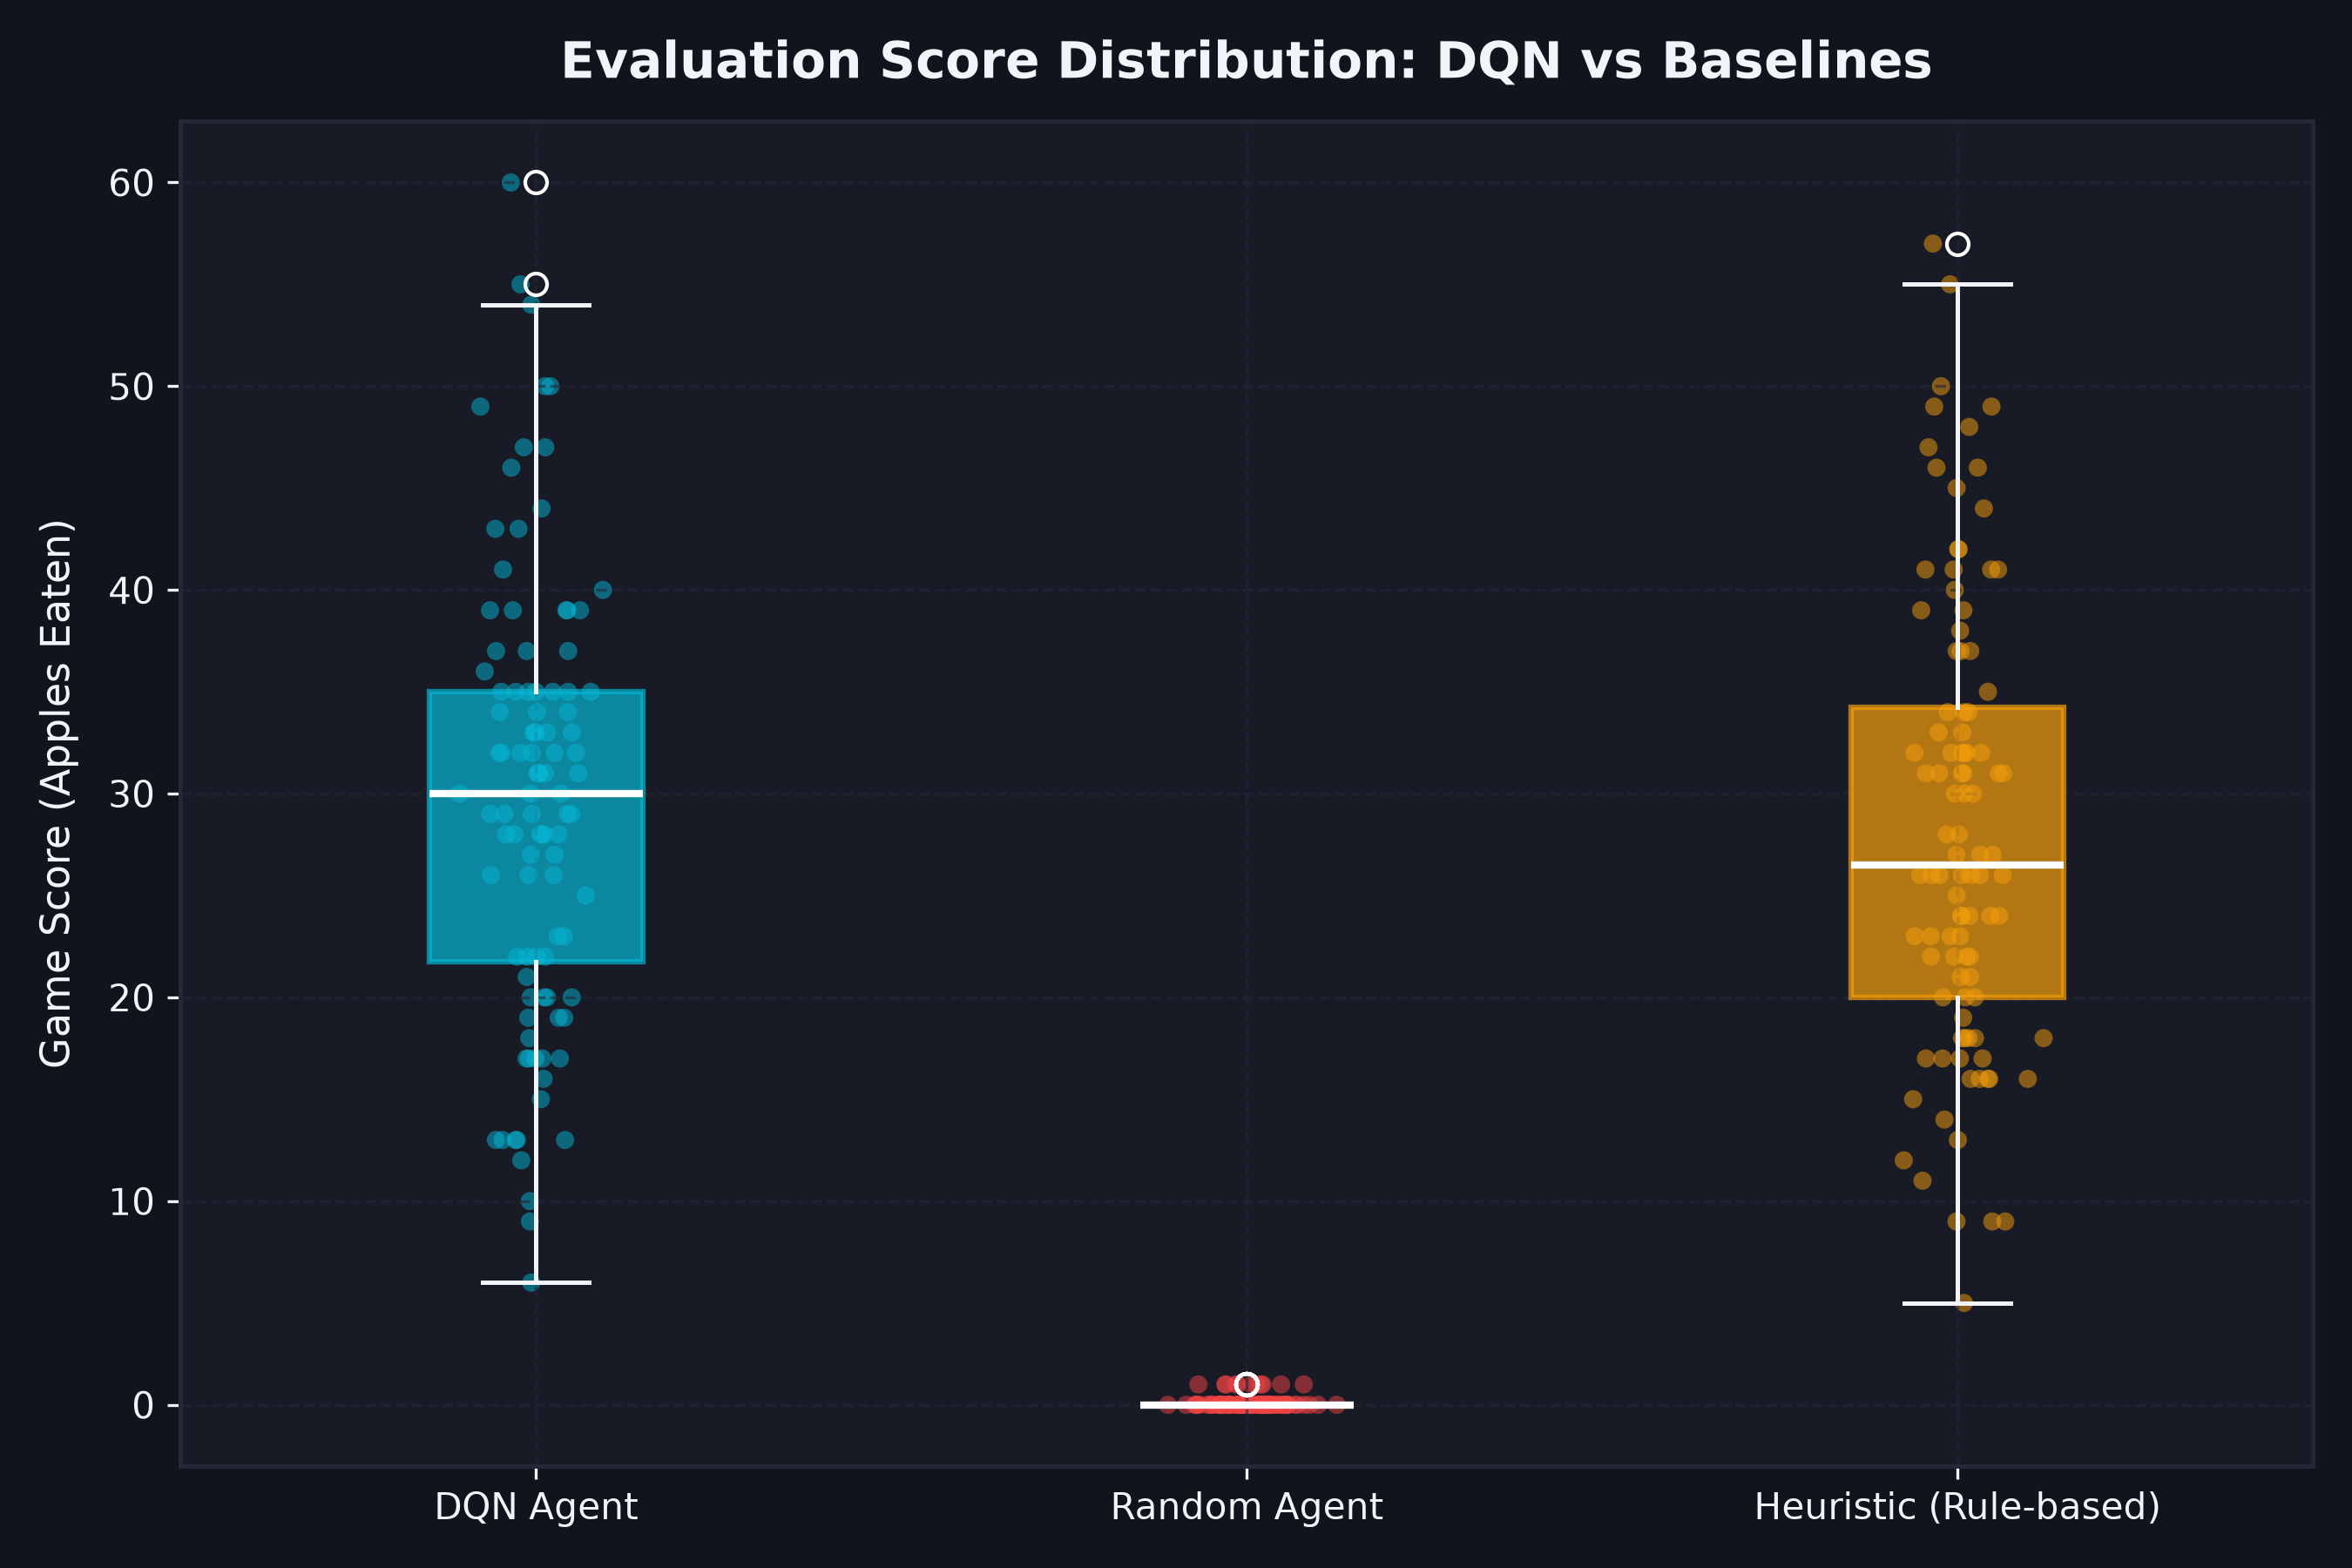 Evaluation Score Distribution: DQN vs Baselines
Game Score (Apples Eaten)
60
50
40
30
20
10
0
DQN Agent
Random Agent
Heuristic (Rule-based)